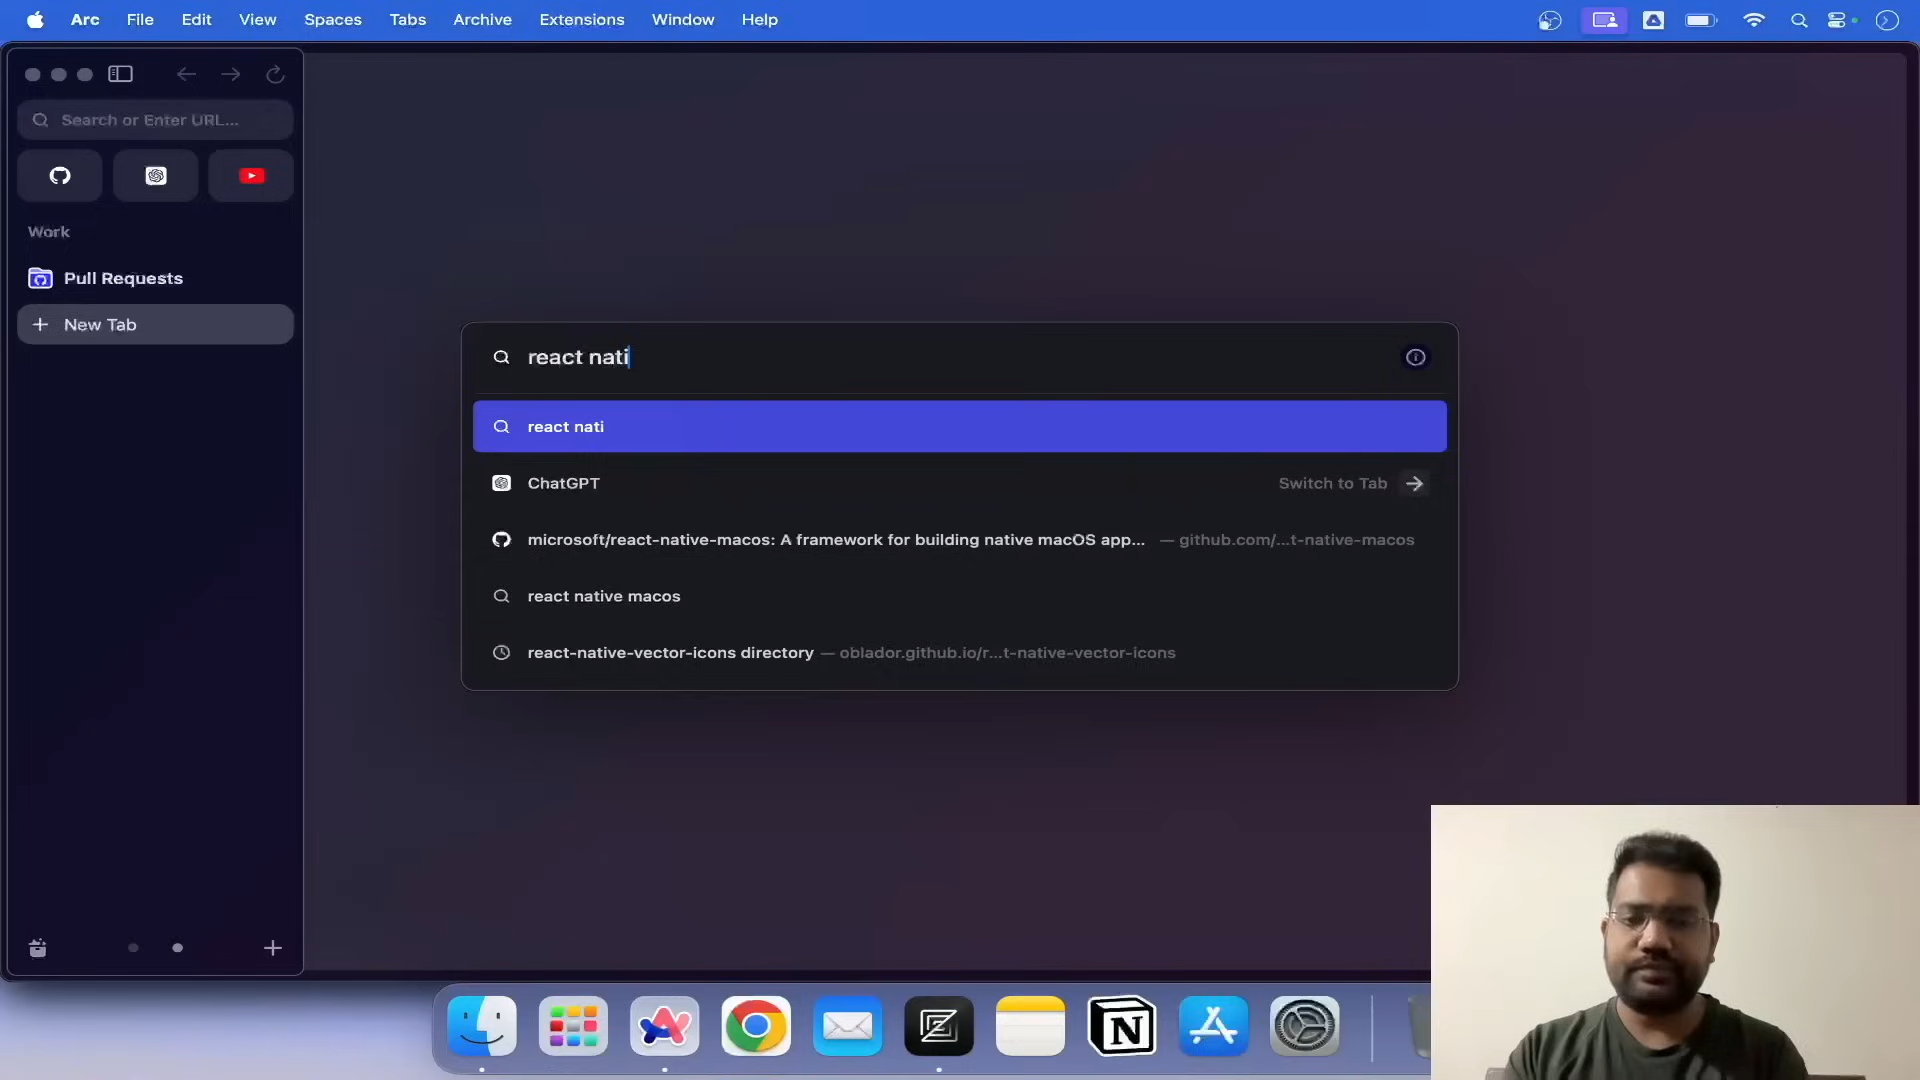 Arc File Edit View Spaces Tabs Archive Extensions Window Help
Search or Enter URL...
Work
Pull Requests
New Tab
react nati
react nati
ChatGPT Switch to Tab
microsoft/react-native-macos: A framework for building native macOS app... — github.com/...t-native-macos
react native macos
react-native-vector-icons directory — oblador.github.io/r...t-native-vector-icons